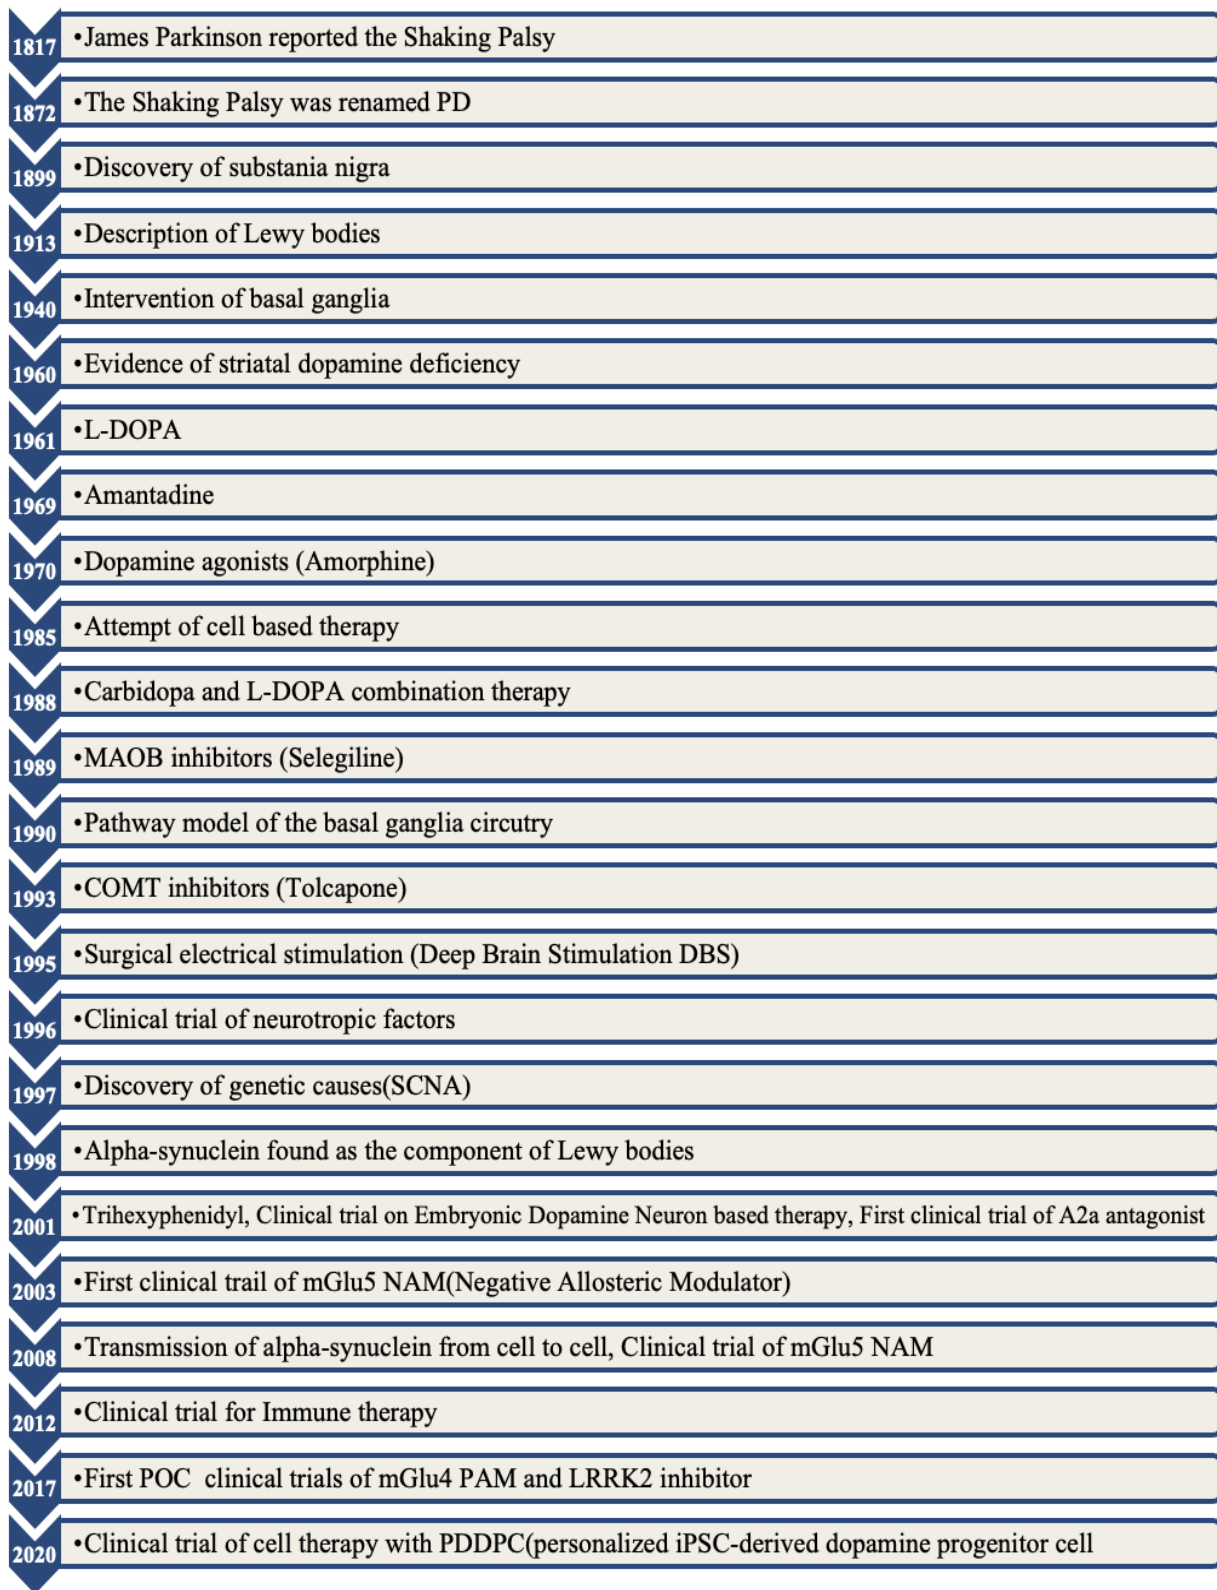 1817 •James Parkinson reported the Shaking Palsy
1872 •The Shaking Palsy was renamed PD
1899 •Discovery of substania nigra
1913 •Description of Lewy bodies
1940 •Intervention of basal ganglia
1960 •Evidence of striatal dopamine deficiency
1961 •L-DOPA
1969 •Amantadine
1970 •Dopamine agonists (Amorphine)
1985 •Attempt of cell based therapy
1988 •Carbidopa and L-DOPA combination therapy
1989 •MAOB inhibitors (Selegiline)
1990 •Pathway model of the basal ganglia circutry
1993 •COMT inhibitors (Tolcapone)
1995 •Surgical electrical stimulation (Deep Brain Stimulation DBS)
1996 •Clinical trial of neurotropic factors
1997 •Discovery of genetic causes(SCNA)
1998 •Alpha-synuclein found as the component of Lewy bodies
2001 •Trihexyphenidyl, Clinical trial on Embryonic Dopamine Neuron based therapy, First clinical trial of A2a antagonist
2003 •First clinical trail of mGlu5 NAM(Negative Allosteric Modulator)
2008 •Transmission of alpha-synuclein from cell to cell, Clinical trial of mGlu5 NAM
2012 •Clinical trial for Immune therapy
2017 •First POC clinical trials of mGlu4 PAM and LRRK2 inhibitor
2020 •Clinical trial of cell therapy with PDDPC(personalized iPSC-derived dopamine progenitor cell